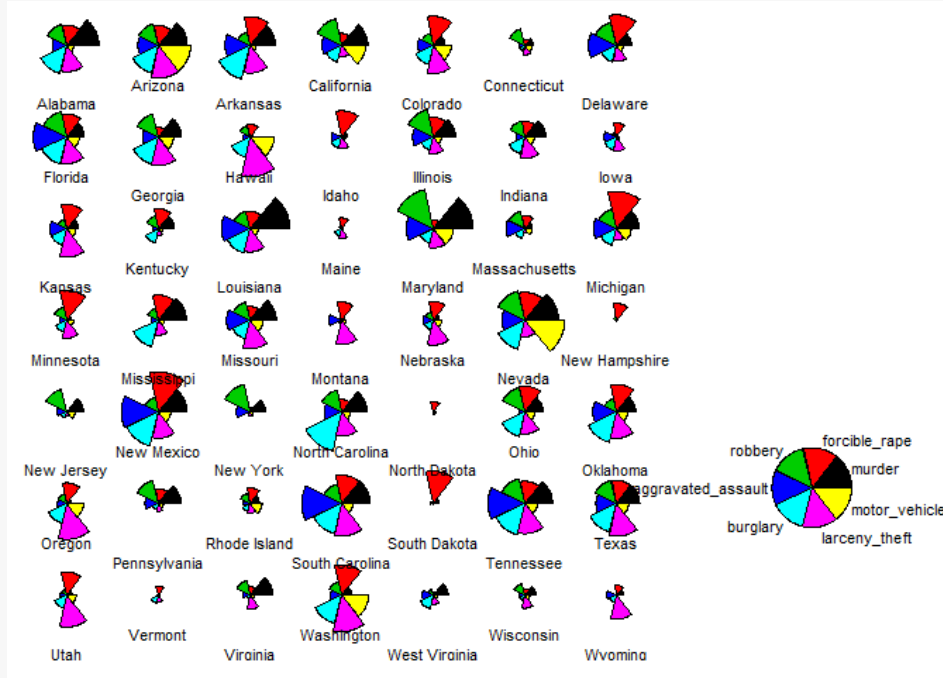 Alabama
Arizona
Arkansas
California
Colorado
Connecticut
Delaware
Florida
Georgia
Hawaii
Idaho
Illinois
Indiana
Iowa
Kansas
Kentucky
Louisiana
Maine
Maryland
Massachusetts
Michigan
Minnesota
Mississippi
Missouri
Montana
Nebraska
Nevada
New Hampshire
New Jersey
New Mexico
New York
North Carolina
North Dakota
Ohio
Oklahoma
Oregon
Pennsylvania
Rhode Island
South Carolina
South Dakota
Tennessee
Texas
Utah
Vermont
Virginia
Washington
West Virginia
Wisconsin
Wyoming
forcible_rape
robbery
murder
aggravated_assault
motor_vehicle
burglary
larceny_theft